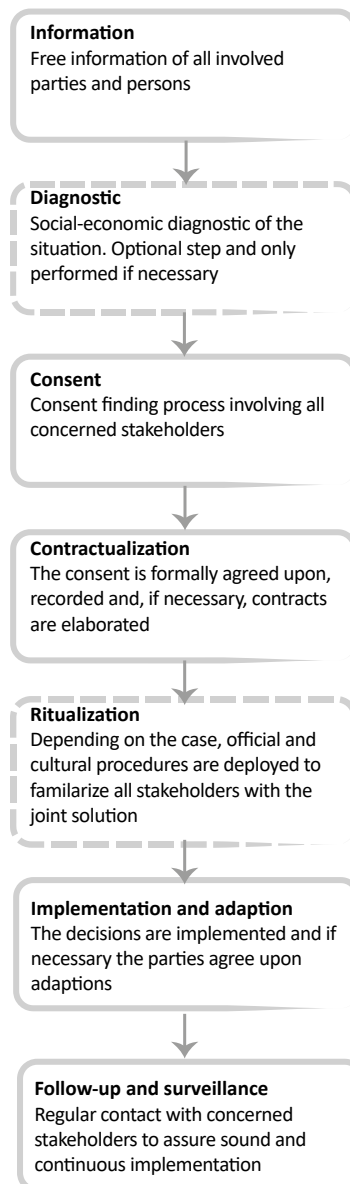 Information
Free information of all involved
parties and persons
Diagnostic
Social-economic diagnostic of the
situation. Optional step and only
performed if necessary
Consent
Consent finding process involving all
concerned stakeholders
Contractualization
The consent is formally agreed upon,
recorded and, if necessary, contracts
are elaborated
Ritualization
Depending on the case, official and
cultural procedures are deployed to
familarize all stakeholders with the
joint solution
Implementation and adaption
The decisions are implemented and if
necessary the parties agree upon
adaptions
Follow-up and surveillance
Regular contact with concerned
stakeholders to assure sound and
continuous implementation